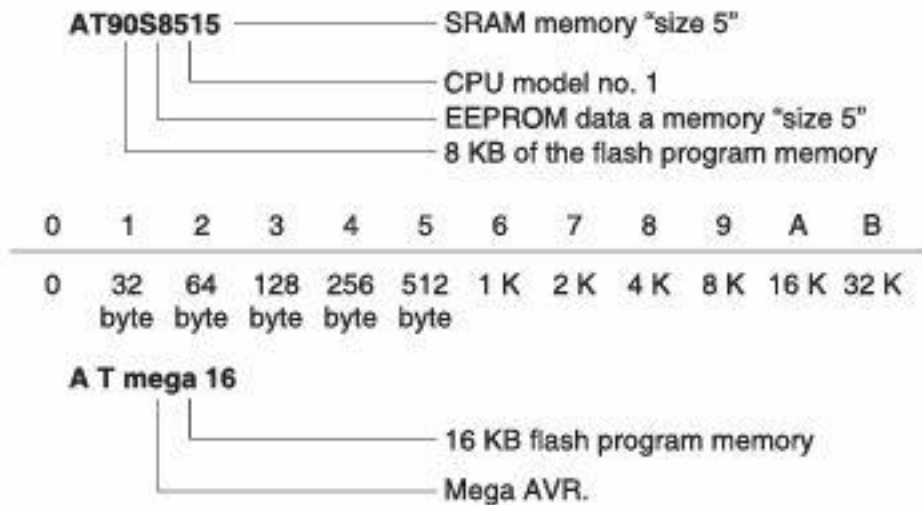 AT90S8515 SRAM memory “size 5”
CPU model no. 1
EEPROM data a memory “size 5”
8 KB of the flash program memory
0 1 2 3 4 5 6 7 8 9 A B
0 32 64 128 256 512 1 K 2 K 4 K 8 K 16 K 32 K
byte byte byte byte byte
A T mega 16
16 KB flash program memory
Mega AVR.